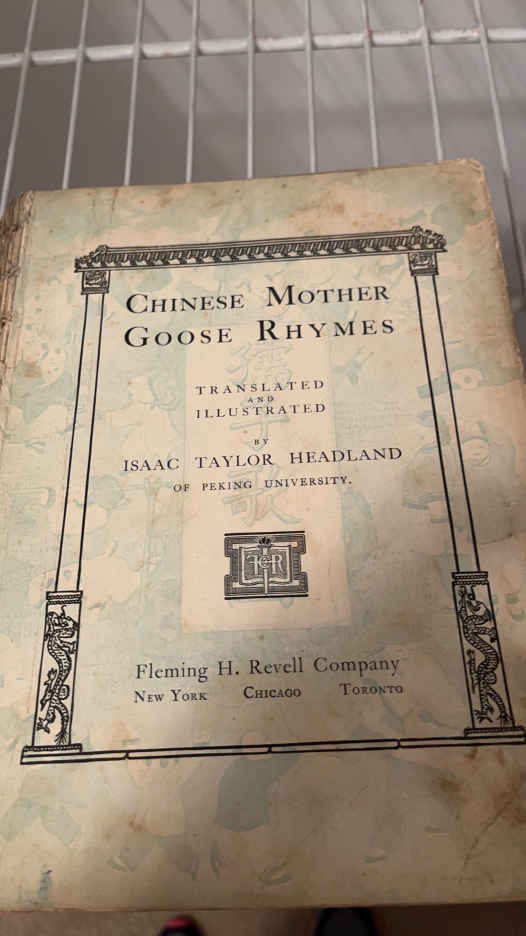 CHINESE MOTHER
GOOSE RHYMES
TRANSLATED
AND
ILLUSTRATED
BY
ISAAC TAYLOR HEADLAND
OF PEKING UNIVERSITY.
Fleming H. Revell Company
NEW YORK CHICAGO TORONTO